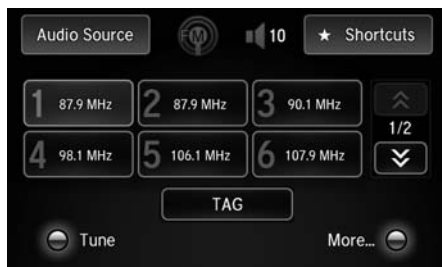 Audio Source FM 10 ★ Shortcuts
1 87.9 MHz 2 87.9 MHz 3 90.1 MHz
1/2
4 98.1 MHz 5 106.1 MHz 6 107.9 MHz
TAG
Tune More...